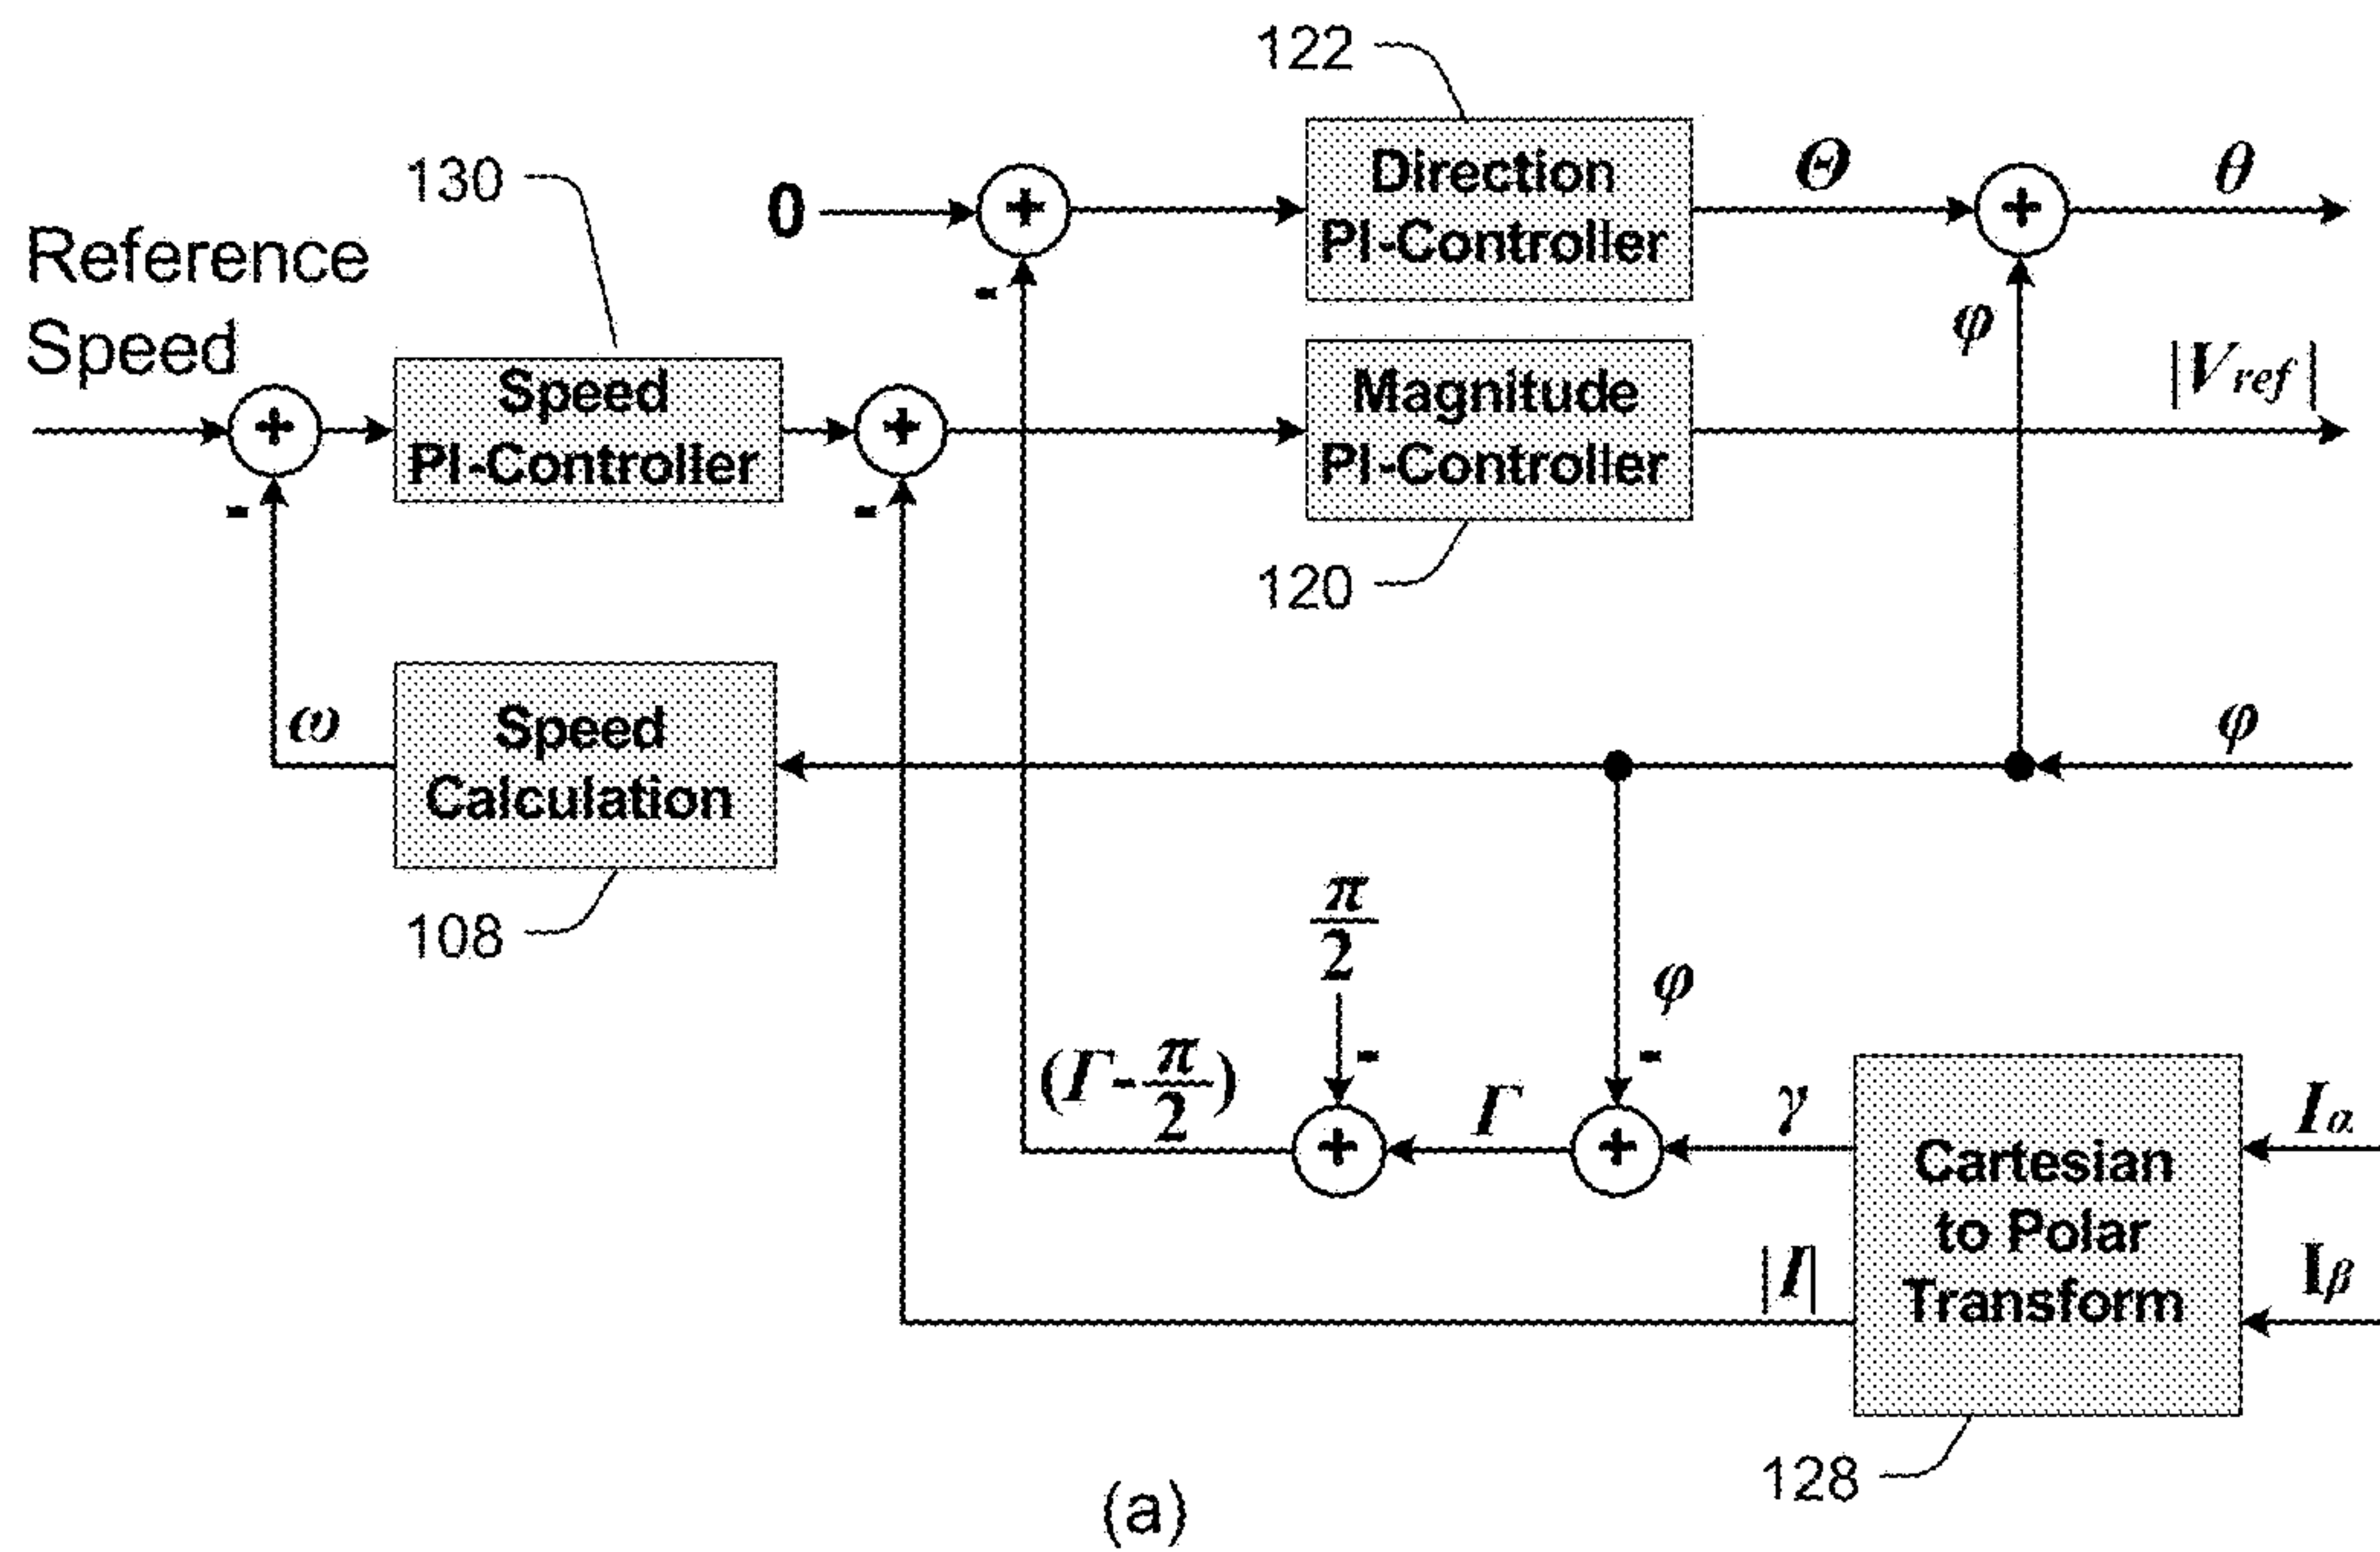 122
130
Direction
PI-Controller
Θ
θ
0
+
+
-
φ
Reference
Speed
Speed
PI-Controller
Magnitude
PI-Controller
|Vref|
+
+
-
-
120
ω
Speed
Calculation
φ
108
π/2
-
φ
-
(Γ-π/2)
+
Γ
+
γ
Cartesian
to Polar
Transform
Iα
|I|
Iβ
128
(a)